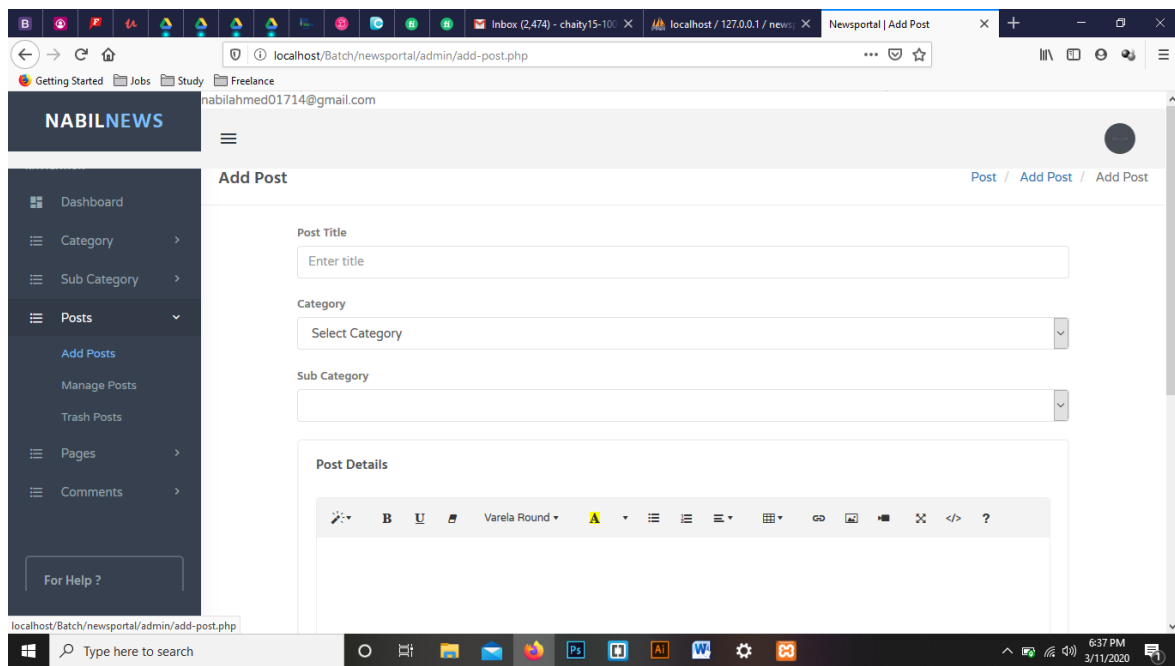 Inbox (2,474) - chaity15-100
localhost / 127.0.0.1 / newsp
Newsportal | Add Post
localhost/Batch/newsportal/admin/add-post.php
Getting Started Jobs Study Freelance
nabilahmed01714@gmail.com
NABILNEWS
Add Post
Post / Add Post / Add Post
Dashboard
Category
Sub Category
Posts
Add Posts
Manage Posts
Trash Posts
Pages
Comments
For Help ?
Post Title
Enter title
Category
Select Category
Sub Category
Post Details
B U Varela Round A </> ?
localhost/Batch/newsportal/admin/add-post.php
Type here to search
Ps Ai W
6:37 PM
3/11/2020